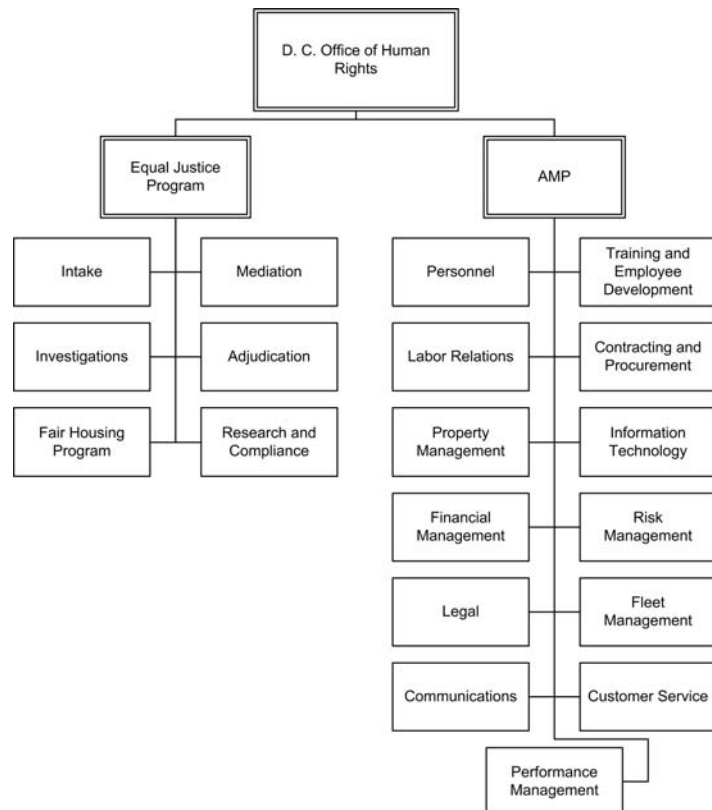 D. C. Office of Human
Rights
Equal Justice
Program
AMP
Intake
Mediation
Personnel
Training and
Employee
Development
Investigations
Adjudication
Labor Relations
Contracting and
Procurement
Fair Housing
Program
Research and
Compliance
Property
Management
Information
Technology
Financial
Management
Risk
Management
Legal
Fleet
Management
Communications
Customer Service
Performance
Management